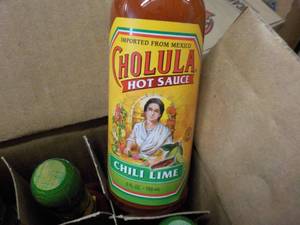 IMPORTED FROM MEXICO
CHOLULA
HOT SAUCE
CHILI LIME